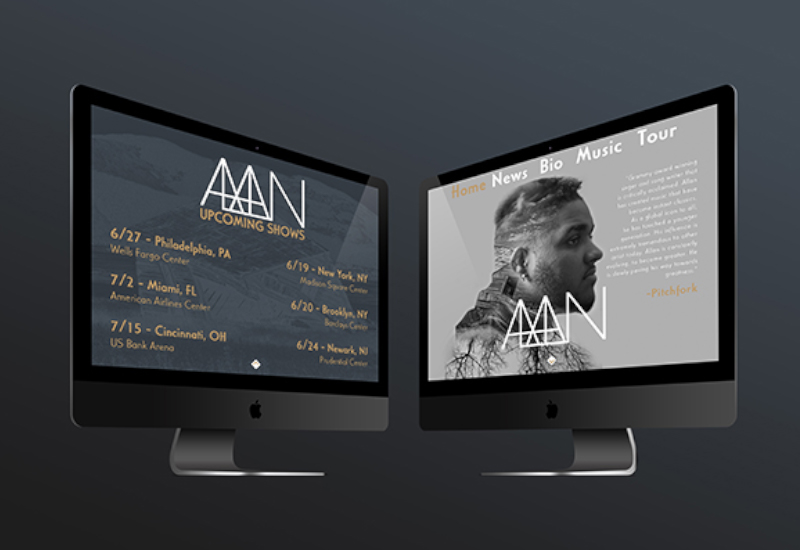 UPCOMING SHOWS
6/27 - Philadelphia, PA
Wells Fargo Center
7/2 - Miami, FL
American Airlines Center
7/15 - Cincinnati, OH
US Bank Arena
6/19 - New York, NY
Madison Square Garden
6/20 - Brooklyn, NY
Barclays Center
6/24 - Newark, NJ
Prudential Center
Home News Bio Music Tour
"Grammy award winning
singer and song writer that
is critically acclaimed. Allan
has created music that have
become instant classics.
As a global icon to all,
he has touched a younger
generation. His influence is
extremely tremendous to other
artist today. Allan is constantly
evolving, to become greater. He
is slowly paving his way towards
greatness."
-Pitchfork